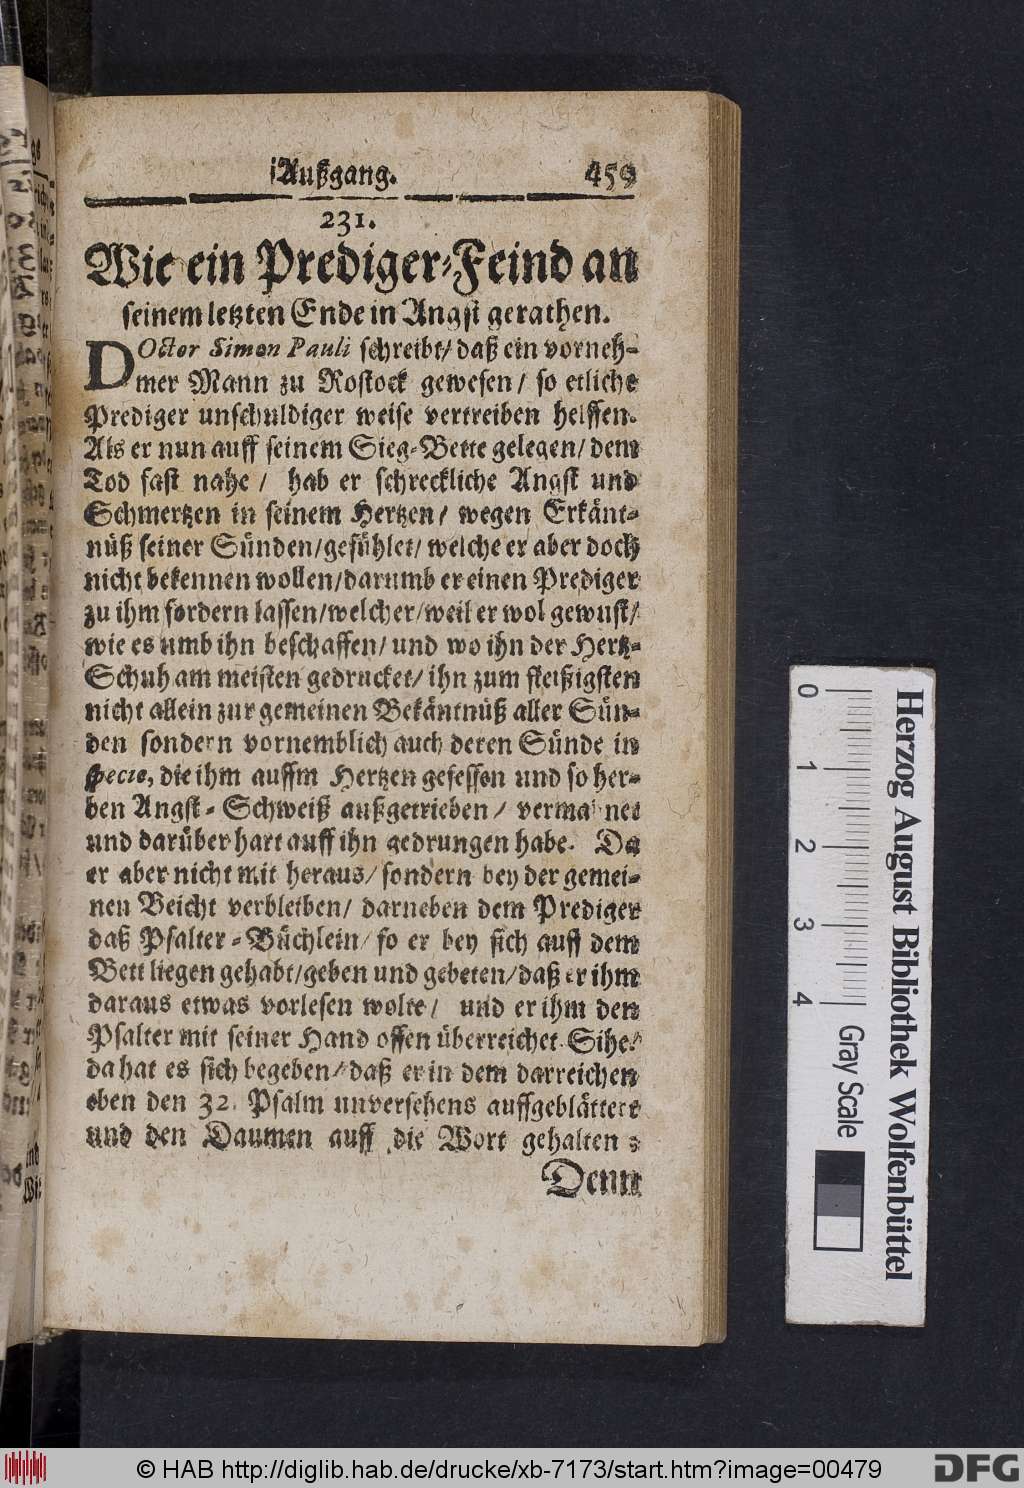 Außgang. 459
231.
Wie ein Prediger-Feind an
seinem letzten Ende in Angst gerathen.
DOctor Simon Pauli schreibt/ daß ein vorneh-
mer Mann zu Rostock gewesen/ so etliche
Prediger unschuldiger weise vertreiben helffen.
Als er nun auff seinem Sieg-Bette gelegen/ dem
Tod fast nahe/ hab er schreckliche Angst und
Schmertzen in seinem Hertzen/ wegen Erkänt-
nüß seiner Sünden/gefühlet/ welche er aber doch
nicht bekennen wollen/darumb er einen Prediger
zu ihm fordern lassen/welcher/weil er wol gewust/
wie es umb ihn beschaffen/ und wo ihn der Hertz-
Schuh am meisten gedrucket/ ihn zum fleißigsten
nicht allein zur gemeinen Bekäntnüß aller Sün-
den sondern vornemblich auch deren Sünde in
specie, die ihm auffm Hertzen gesessen und so her-
ben Angst-Schweiß außgetrieben/ vermahnet
und darüber hart auff ihn gedrungen habe. Da
er aber nicht mit heraus/ sondern bey der gemei-
nen Beicht verbleiben/ darneben dem Prediger
daß Psalter-Büchlein/ so er bey sich auff dem
Bett liegen gehabt/geben und gebeten/daß er ihm
daraus etwas vorlesen wolte/ und er ihm den
Psalter mit seiner Hand offen überreichet. Sihe/
da hat es sich begeben/ daß er in dem darreichen
eben den 32. Psalm unversehens auffgeblättert
und den Daumen auff die Wort gehalten:
Denn
Herzog August Bibliothek Wolfenbüttel
0 1 2 3 4 Gray Scale
© HAB http://diglib.hab.de/drucke/xb-7173/start.htm?image=00479
DFG